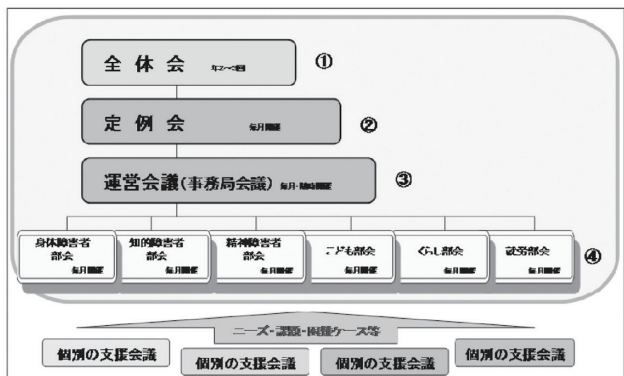 全体会 年2～3回 ①
定例会 毎月開催 ②
運営会議(事務局会議) 毎月・随時開催 ③
身体障害者
部会
毎月開催
知的障害者
部会
毎月開催
精神障害者
部会
毎月開催
こども部会
毎月開催
くらし部会
毎月開催
就労部会
毎月開催
④
ニーズ・課題・困難ケース等
個別の支援会議
個別の支援会議
個別の支援会議
個別の支援会議